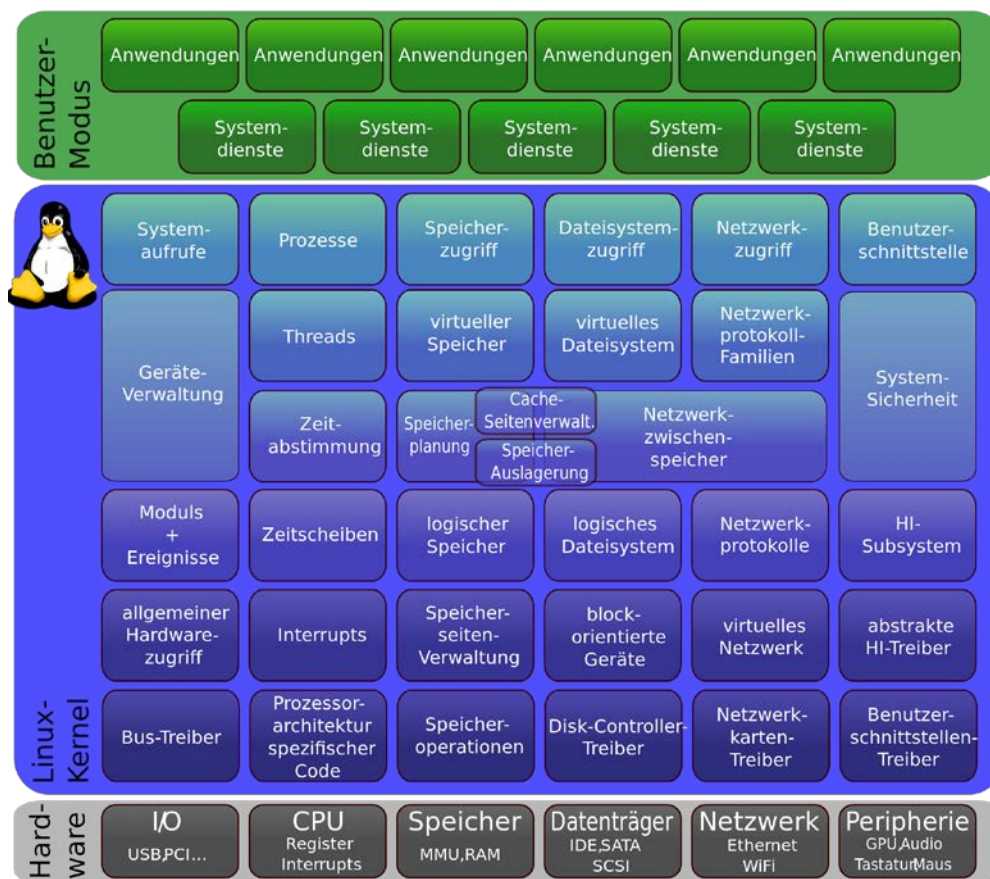 Benutzer-
Modus
Anwendungen
Anwendungen
Anwendungen
Anwendungen
Anwendungen
Anwendungen
System-
dienste
System-
dienste
System-
dienste
System-
dienste
System-
dienste
Linux-
Kernel
System-
aufrufe
Prozesse
Speicher-
zugriff
Dateisystem-
zugriff
Netzwerk-
zugriff
Benutzer-
schnittstelle
Geräte-
Verwaltung
Threads
virtueller
Speicher
virtuelles
Dateisystem
Netzwerk-
protokoll-
Familien
System-
Sicherheit
Zeit-
abstimmung
Speicher-
planung
Cache-
Seitenverwalt.
Speicher-
Auslagerung
Netzwerk-
zwischen-
speicher
Moduls
+
Ereignisse
Zeitscheiben
logischer
Speicher
logisches
Dateisystem
Netzwerk-
protokolle
HI-
Subsystem
allgemeiner
Hardware-
zugriff
Interrupts
Speicher-
seiten-
Verwaltung
block-
orientierte
Geräte
virtuelles
Netzwerk
abstrakte
HI-Treiber
Bus-Treiber
Prozessor-
architektur
spezifischer
Code
Speicher-
operationen
Disk-Controller-
Treiber
Netzwerk-
karten-
Treiber
Benutzer-
schnittstellen-
Treiber
Hard-
ware
I/O
USB,PCI...
CPU
Register
Interrupts
Speicher
MMU,RAM
Datenträger
IDE,SATA
SCSI
Netzwerk
Ethernet
WiFi
Peripherie
GPU,Audio
Tastatur,Maus